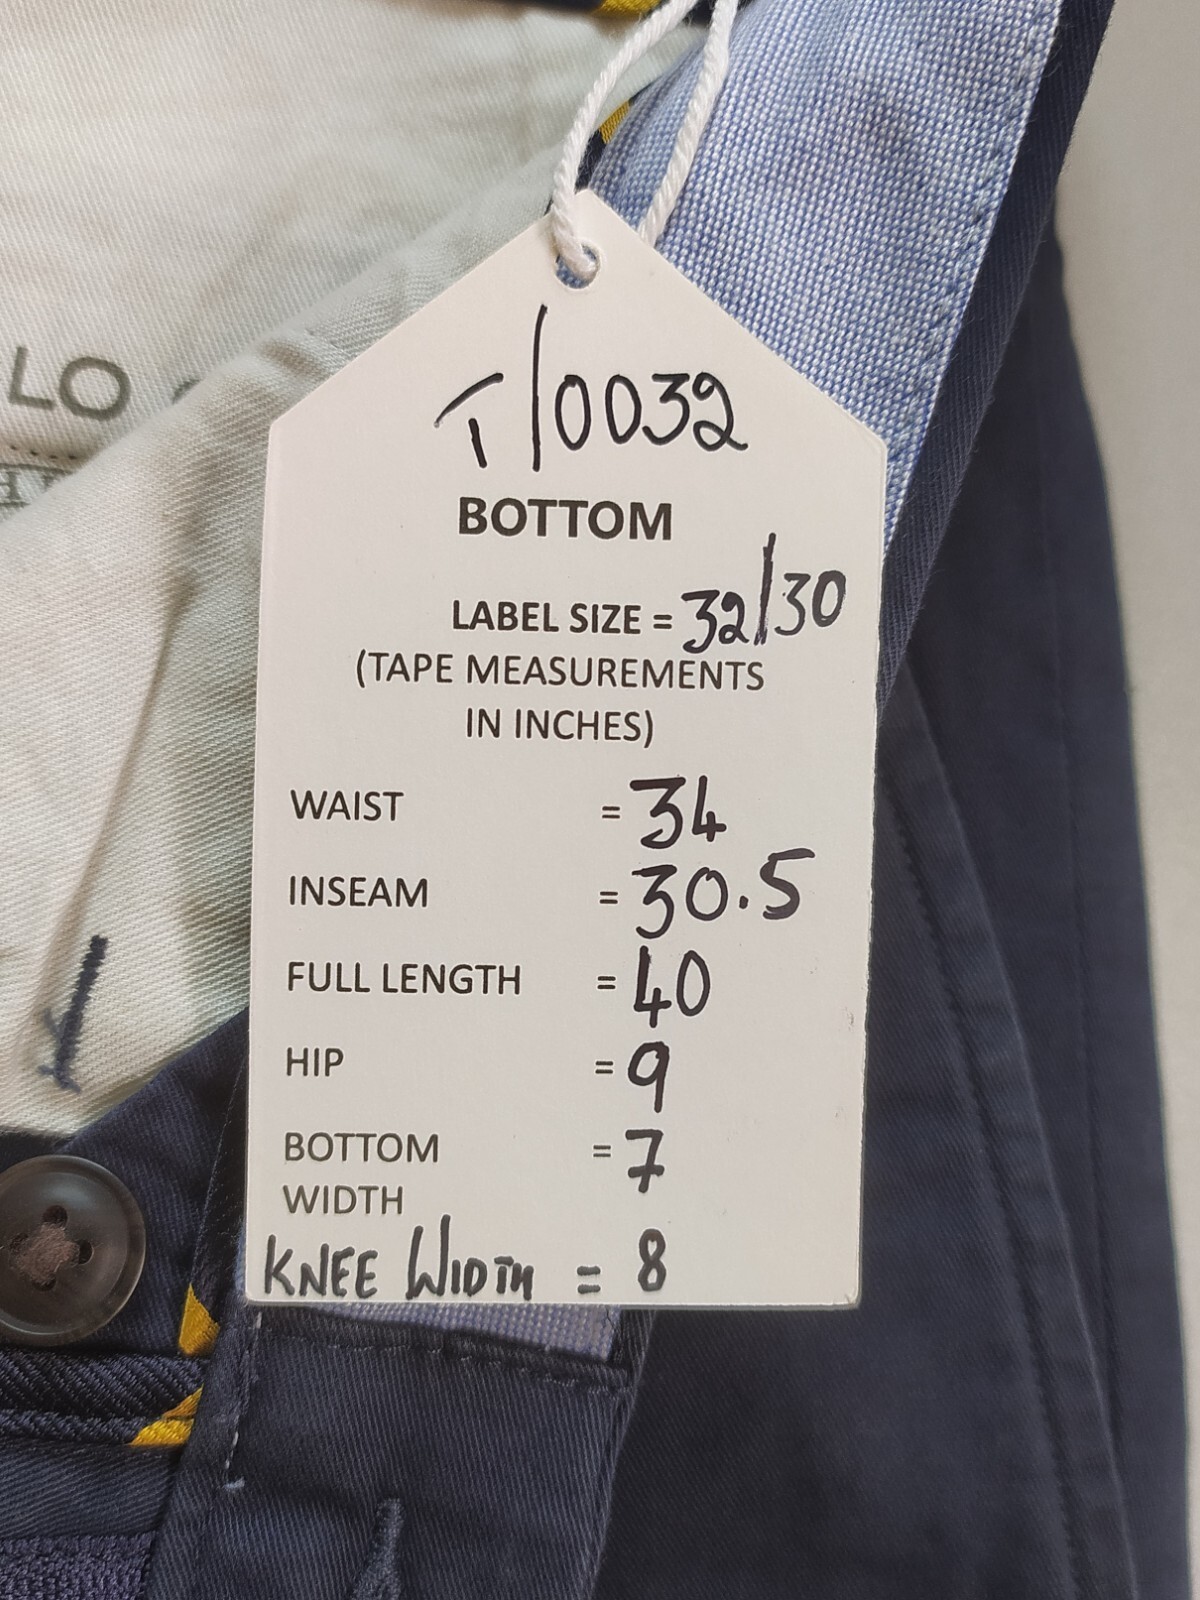 LO
T/0032
BOTTOM
LABEL SIZE = 32/30
(TAPE MEASUREMENTS
IN INCHES)
WAIST = 34
INSEAM = 30.5
FULL LENGTH = 40
HIP = 9
BOTTOM = 7
WIDTH
KNEE WIDTH = 8